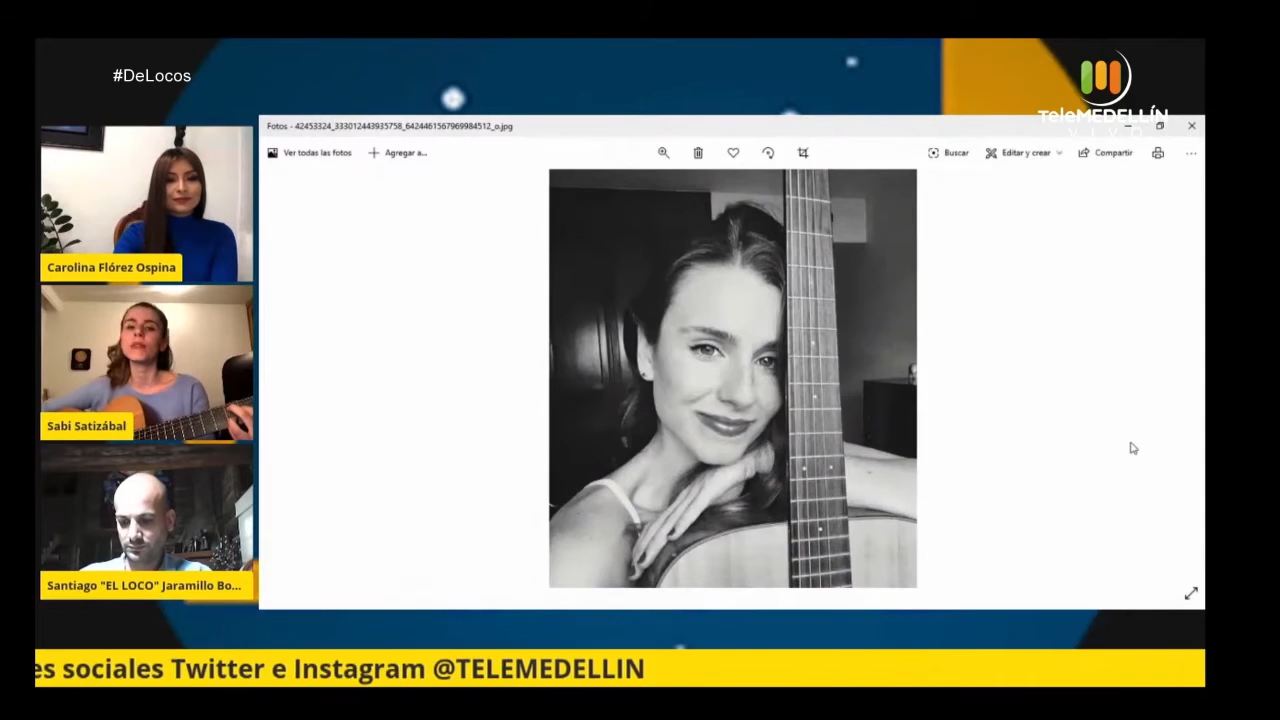 #DeLocos
TeleMEDELLÍN
VIVO
Fotos - 42453324_333012443935758_6424461567969984512_o.jpg
Ver todas las fotos
Agregar a...
Buscar
Editar y crear
Compartir
Carolina Flórez Ospina
Sabi Satizábal
Santiago "EL LOCO" Jaramillo Bo...
es sociales Twitter e Instagram @TELEMEDELLIN